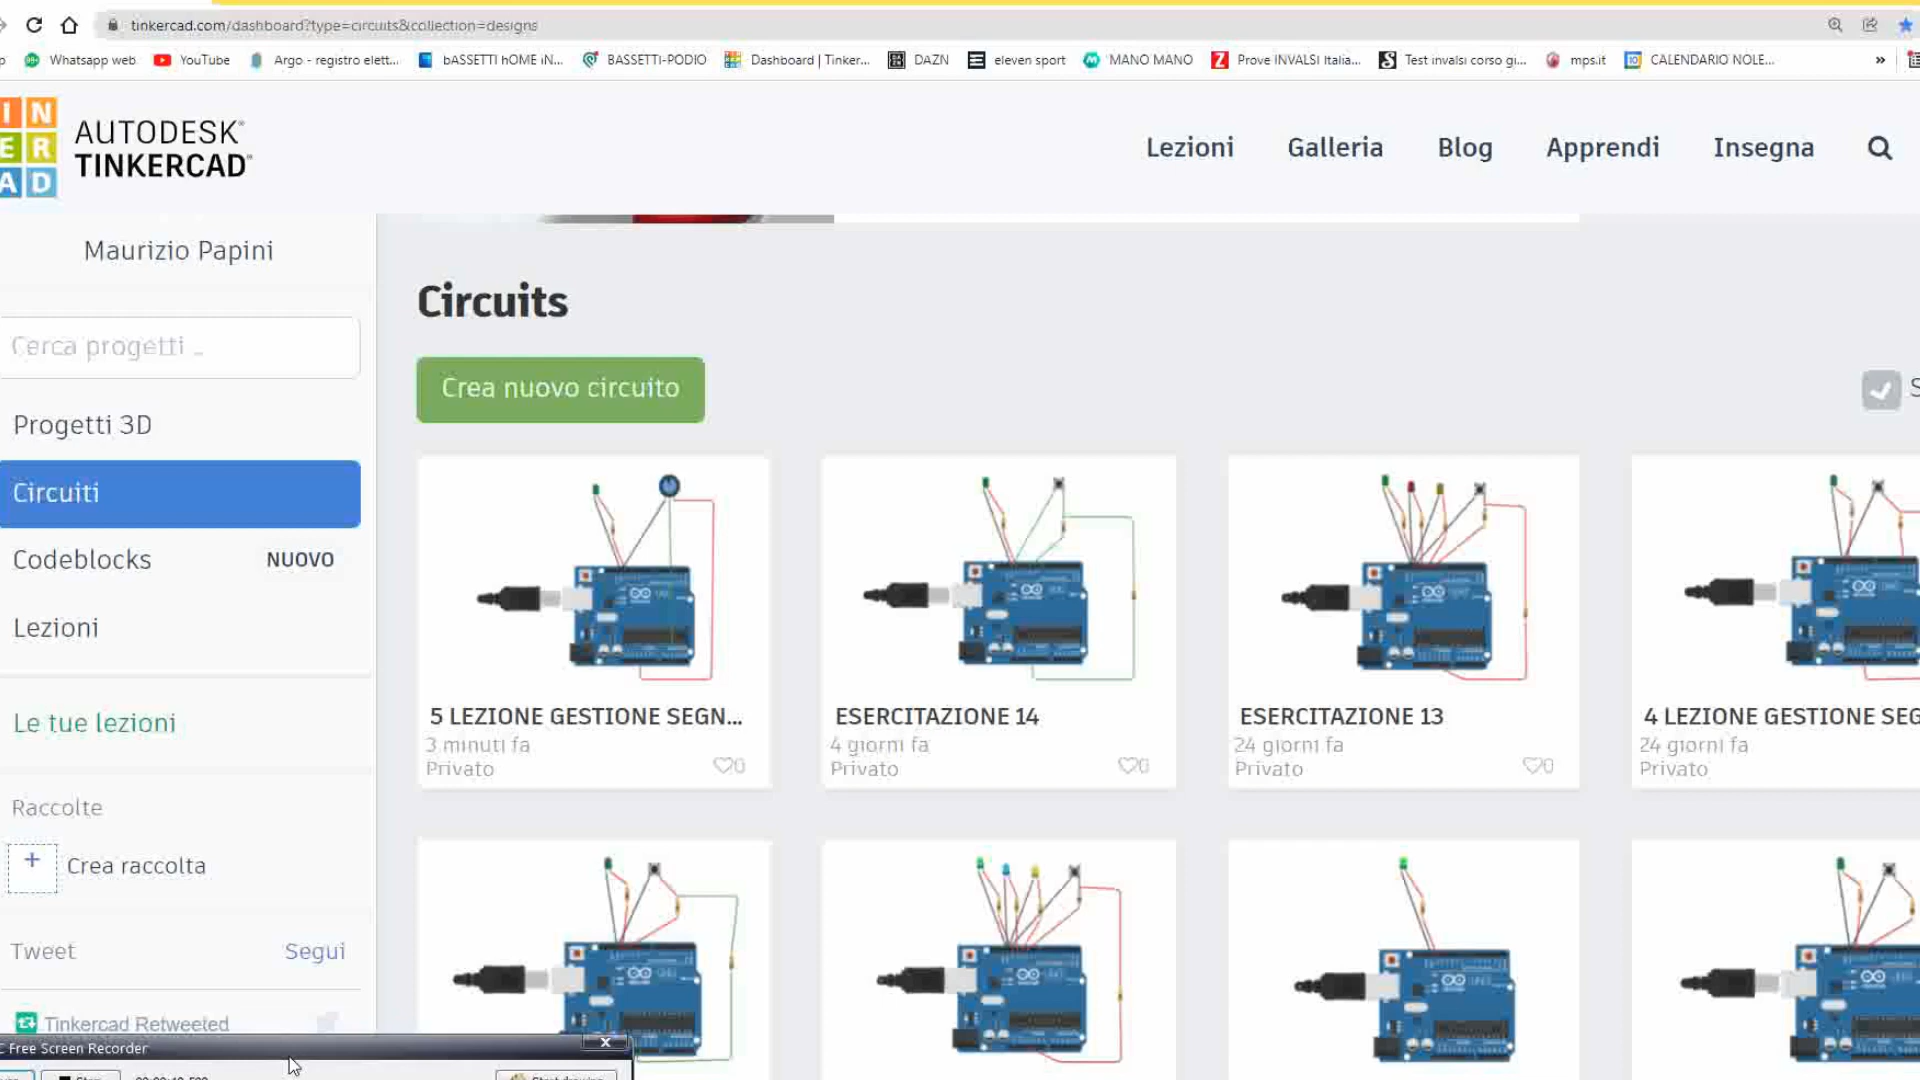 tinkercad.com/dashboard?type=circuits&collection=designs
Whatsapp web
YouTube
Argo - registro elett...
bASSETTI hOME iN...
BASSETTI-PODIO
Dashboard | Tinker...
DAZN
eleven sport
MANO MANO
Prove INVALSI Italia...
Test invalsi corso gi...
mps.it
CALENDARIO NOLE...
»
I N
E R
A D
AUTODESK®
TINKERCAD®
Lezioni
Galleria
Blog
Apprendi
Insegna
Maurizio Papini
Cerca progetti ...
Progetti 3D
Circuiti
Codeblocks
NUOVO
Lezioni
Le tue lezioni
Raccolte
+ Crea raccolta
Tweet
Segui
Tinkercad Retweeted
Circuits
Crea nuovo circuito
S
5 LEZIONE GESTIONE SEGN...
3 minuti fa
Privato
0
ESERCITAZIONE 14
4 giorni fa
Privato
0
ESERCITAZIONE 13
24 giorni fa
Privato
0
4 LEZIONE GESTIONE SEG
24 giorni fa
Privato
C Free Screen Recorder